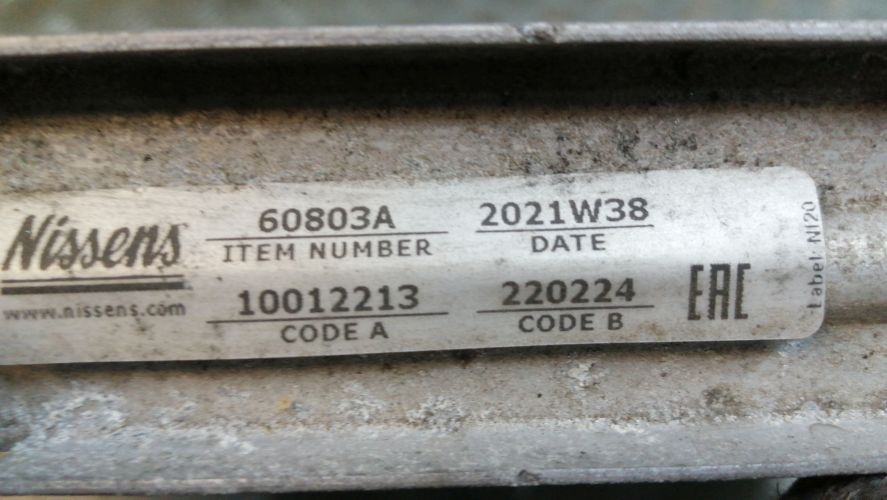 Nissens
www.nissens.com
60803A
ITEM NUMBER
2021W38
DATE
10012213
CODE A
220224
CODE B
EAC
Label: NI20